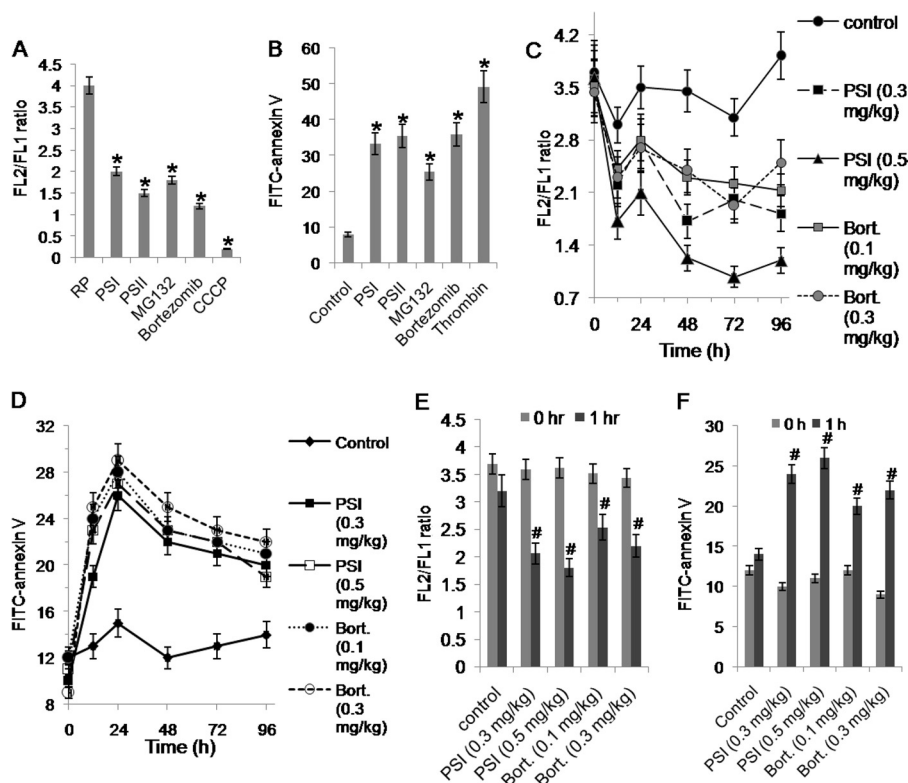 A
FL2/FL1 ratio
4.5
4
3.5
3
2.5
2
1.5
1
0.5
0
* * * * *
RP
PSI
PSII
MG132
Bortezomib
CCCP
B
FITC-annexin V
60
50
40
30
20
10
0
* * * * *
Control
PSI
PSII
MG132
Bortezomib
Thrombin
C
FL2/FL1 ratio
4.2
3.5
2.8
2.1
1.4
0.7
0 24 48 72 96
Time (h)
control
PSI (0.3
mg/kg)
PSI (0.5
mg/kg)
Bort.
(0.1
mg/kg)
Bort.
(0.3
mg/kg)
D
FITC-annexin V
32
28
24
20
16
12
8
0 24 48 72 96
Time (h)
Control
PSI
(0.3
mg/kg)
PSI
(0.5
mg/kg)
Bort.
(0.1
mg/kg)
Bort.
(0.3
mg/kg)
E
0 hr 1 hr
FL2/FL1 ratio
4.5
4
3.5
3
2.5
2
1.5
1
0.5
0
# # # #
control
PSI (0.3 mg/kg)
PSI (0.5 mg/kg)
Bort. (0.1 mg/kg)
Bort. (0.3 mg/kg)
F
0 h 1 h
FITC-annexin V
30
25
20
15
10
5
0
# # # #
Control
PSI (0.3 mg/kg)
PSI (0.5 mg/kg)
Bort. (0.1 mg/kg)
Bort. (0.3 mg/kg)